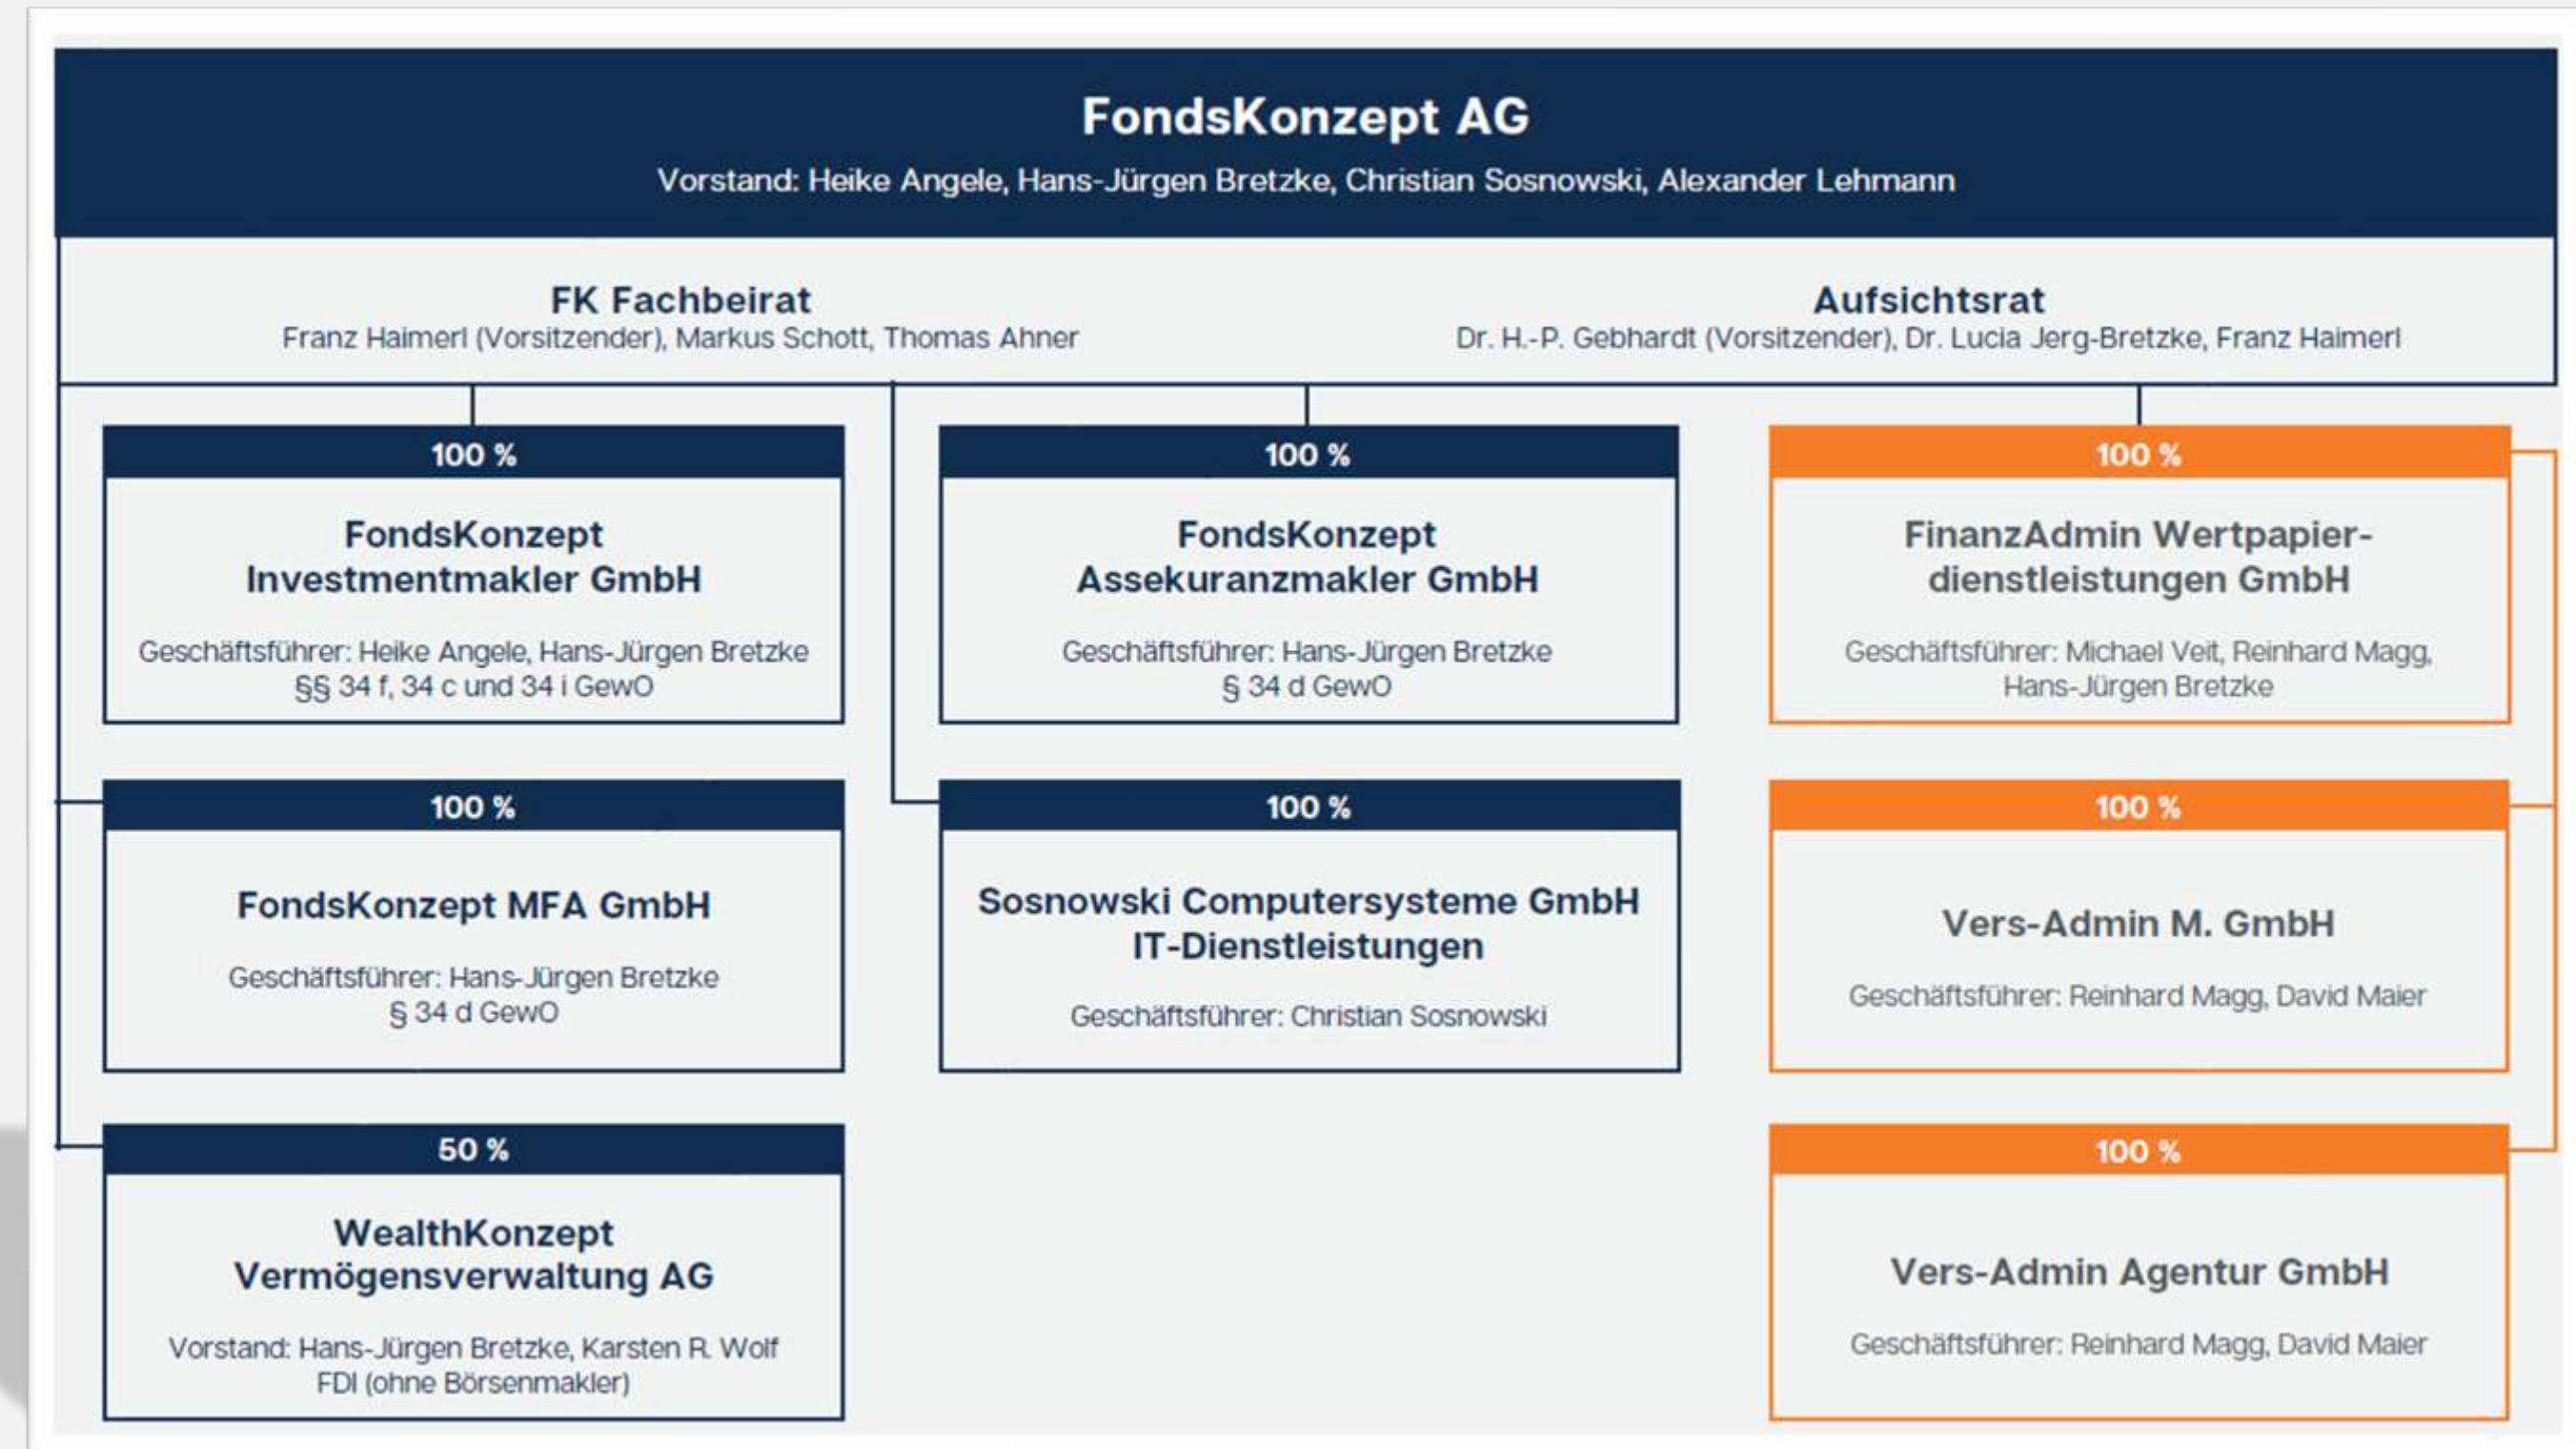 FondsKonzept AG
Vorstand: Heike Angele, Hans-Jürgen Bretzke, Christian Sosnowski, Alexander Lehmann
FK Fachbeirat
Franz Haimerl (Vorsitzender), Markus Schott, Thomas Ahner
Aufsichtsrat
Dr. H.-P. Gebhardt (Vorsitzender), Dr. Lucia Jerg-Bretzke, Franz Haimerl
100 %
FondsKonzept
Investmentmakler GmbH
Geschäftsführer: Heike Angele, Hans-Jürgen Bretzke
§§ 34 f, 34 c und 34 i GewO
100 %
FondsKonzept
Assekuranzmakler GmbH
Geschäftsführer: Hans-Jürgen Bretzke
§ 34 d GewO
100 %
FinanzAdmin Wertpapier-
dienstleistungen GmbH
Geschäftsführer: Michael Veit, Reinhard Magg,
Hans-Jürgen Bretzke
100 %
FondsKonzept MFA GmbH
Geschäftsführer: Hans-Jürgen Bretzke
§ 34 d GewO
100 %
Sosnowski Computersysteme GmbH
IT-Dienstleistungen
Geschäftsführer: Christian Sosnowski
100 %
Vers-Admin M. GmbH
Geschäftsführer: Reinhard Magg, David Maier
50 %
WealthKonzept
Vermögensverwaltung AG
Vorstand: Hans-Jürgen Bretzke, Karsten R. Wolf
FDI (ohne Börsenmakler)
100 %
Vers-Admin Agentur GmbH
Geschäftsführer: Reinhard Magg, David Maier